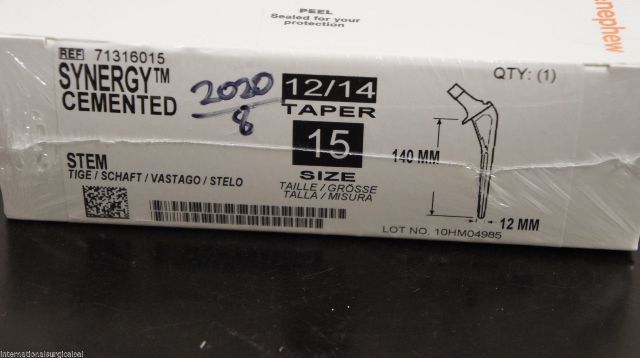 PEEL
Sealed for your
protection
nephew
REF 71316015
SYNERGY™
CEMENTED
2020/8
12/14
TAPER
15
SIZE
TAILLE / GRÖSSE
TALLA / MISURA
QTY: (1)
140 MM
12 MM
STEM
TIGE / SCHAFT / VASTAGO / STELO
LOT NO. 10HM04985